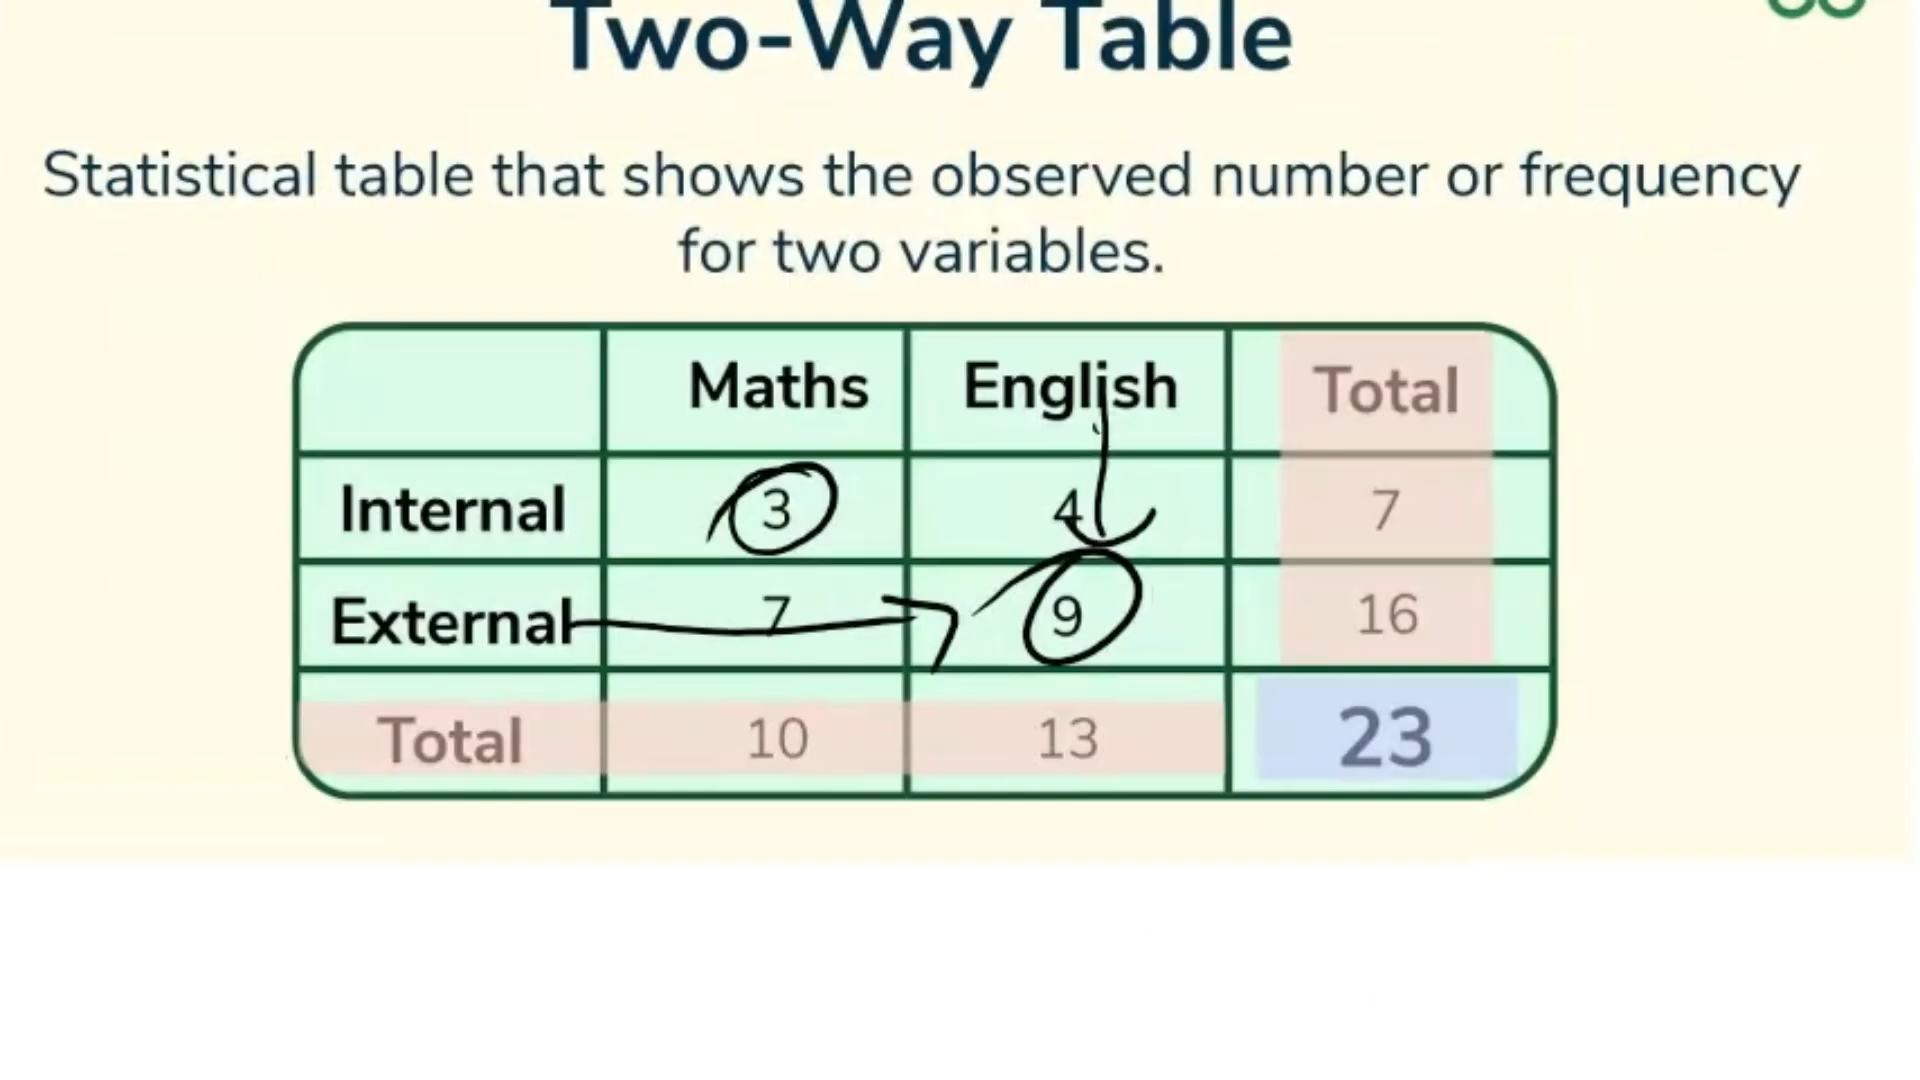 Two-Way Table
Statistical table that shows the observed number or frequency
for two variables.
Maths English Total
Internal 3 4 7
External 7 9 16
Total 10 13 23